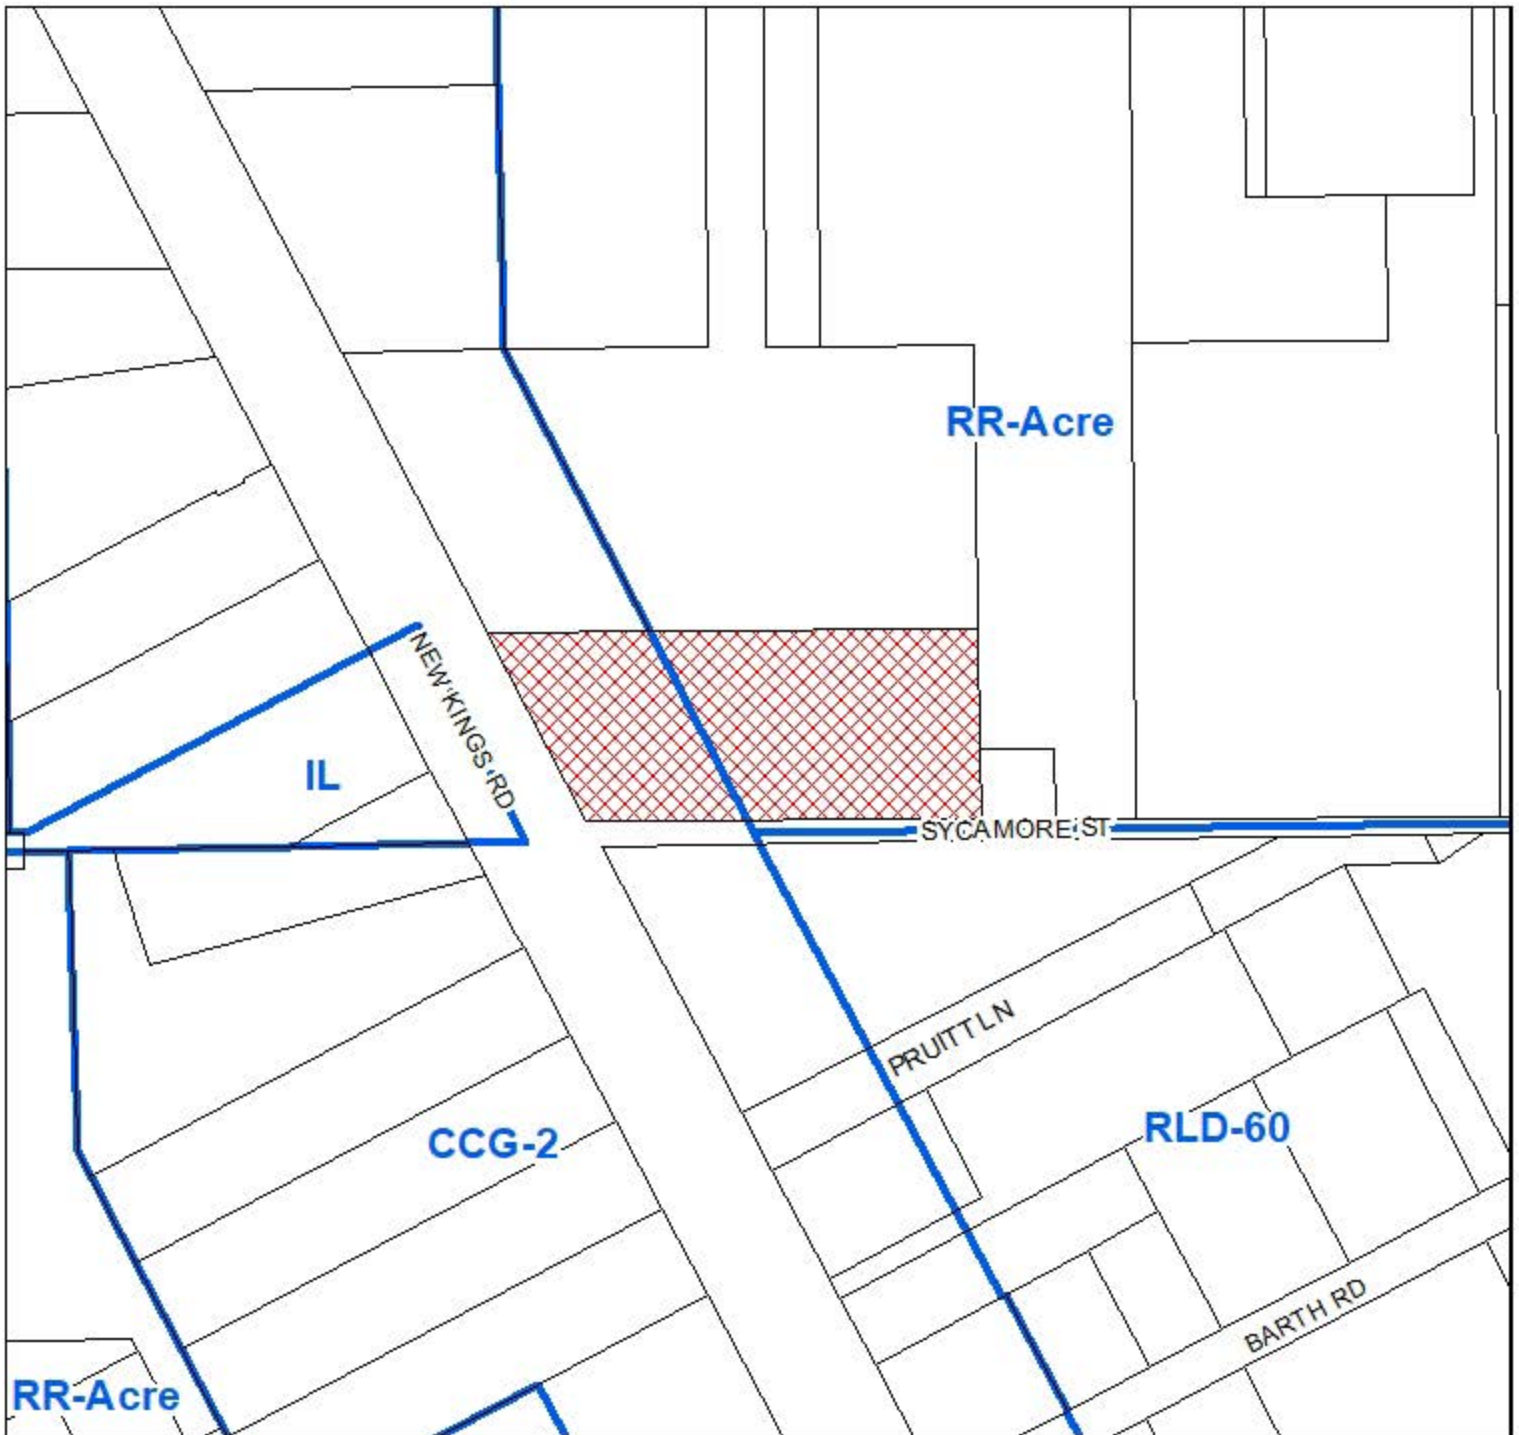 RR-Acre
NEW KINGS RD
IL
SYCAMORE ST
PRUITT LN
CCG-2
RLD-60
BARTH RD
RR-Acre